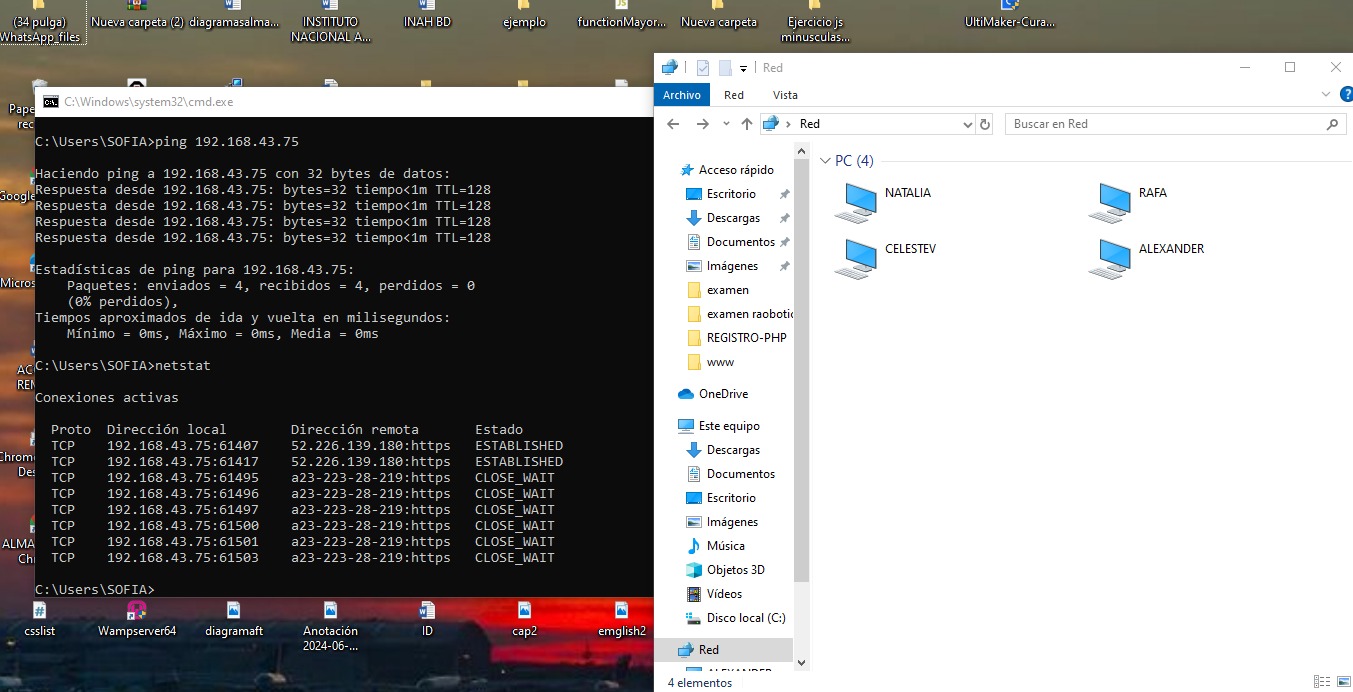 (34 pulga)
WhatsApp_files
Nueva carpeta (2)
diagramasalma...
INSTITUTO
NACIONAL A...
INAH BD
ejemplo
functionMayor...
Nueva carpeta
Ejercicio js
minusculas...
UltiMaker-Cura...
Pape
rec
Google
Micros
AC
REM
Chrom
Des
ALMA
Chr
C:\Windows\system32\cmd.exe
C:\Users\SOFIA>ping 192.168.43.75
Haciendo ping a 192.168.43.75 con 32 bytes de datos:
Respuesta desde 192.168.43.75: bytes=32 tiempo<1m TTL=128
Respuesta desde 192.168.43.75: bytes=32 tiempo<1m TTL=128
Respuesta desde 192.168.43.75: bytes=32 tiempo<1m TTL=128
Respuesta desde 192.168.43.75: bytes=32 tiempo<1m TTL=128
Estadísticas de ping para 192.168.43.75:
Paquetes: enviados = 4, recibidos = 4, perdidos = 0
(0% perdidos),
Tiempos aproximados de ida y vuelta en milisegundos:
Mínimo = 0ms, Máximo = 0ms, Media = 0ms
C:\Users\SOFIA>netstat
Conexiones activas
Proto Dirección local Dirección remota Estado
TCP 192.168.43.75:61407 52.226.139.180:https ESTABLISHED
TCP 192.168.43.75:61417 52.226.139.180:https ESTABLISHED
TCP 192.168.43.75:61495 a23-223-28-219:https CLOSE_WAIT
TCP 192.168.43.75:61496 a23-223-28-219:https CLOSE_WAIT
TCP 192.168.43.75:61497 a23-223-28-219:https CLOSE_WAIT
TCP 192.168.43.75:61500 a23-223-28-219:https CLOSE_WAIT
TCP 192.168.43.75:61501 a23-223-28-219:https CLOSE_WAIT
TCP 192.168.43.75:61503 a23-223-28-219:https CLOSE_WAIT
C:\Users\SOFIA>
csslist
Wampserver64
diagramaft
Anotación
2024-06-...
ID
cap2
emglish2
Red
Archivo Red Vista
Red
Buscar en Red
Acceso rápido
Escritorio
Descargas
Documentos
Imágenes
examen
examen raobotic
REGISTRO-PHP
www
OneDrive
Este equipo
Descargas
Documentos
Escritorio
Imágenes
Música
Objetos 3D
Vídeos
Disco local (C:)
Red
ALEXANDER
PC (4)
NATALIA
RAFA
CELESTEV
ALEXANDER
4 elementos